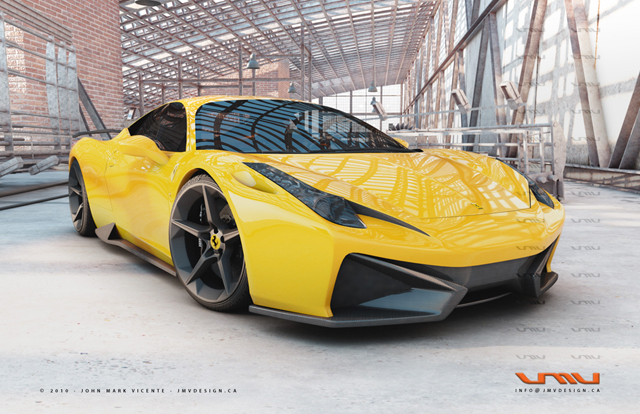 © 2010 - JOHN MARK VICENTE - JMVDESIGN.CA
JMV
INFO@JMVDESIGN.CA